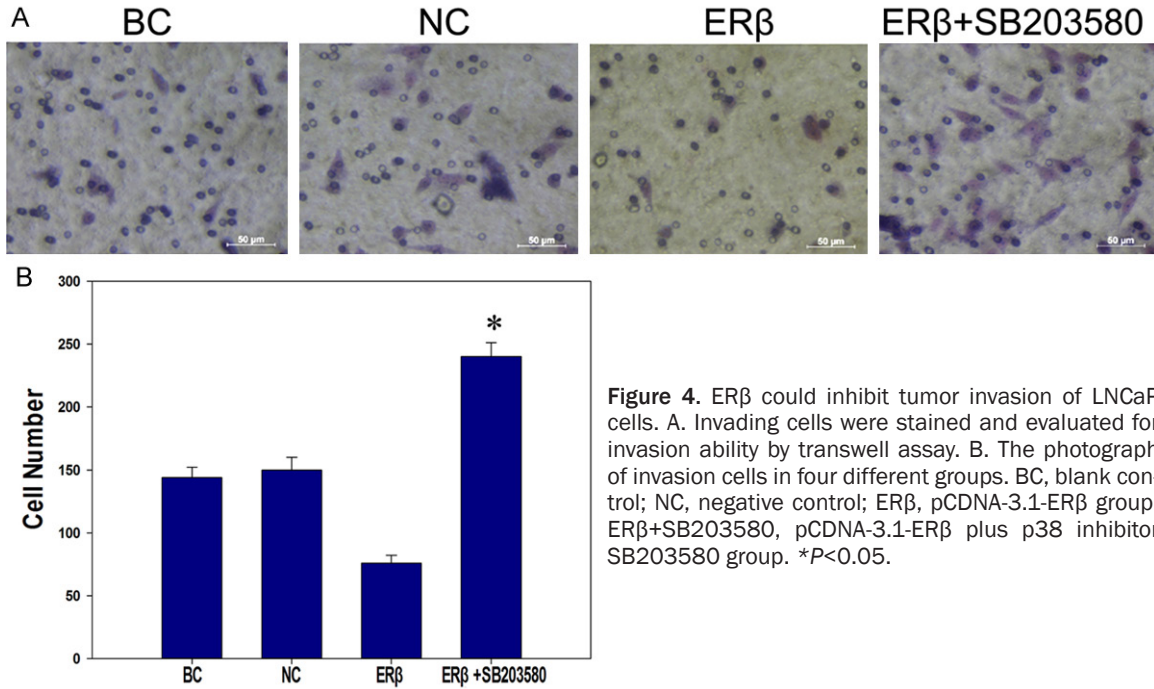 A
BC
NC
ERβ
ERβ+SB203580
50 µm
50 µm
50 µm
50 µm
B
300
250
200
150
100
50
0
Cell Number
*
BC
NC
ERβ
ERβ +SB203580
Figure 4. ERβ could inhibit tumor invasion of LNCaP
cells. A. Invading cells were stained and evaluated for
invasion ability by transwell assay. B. The photograph
of invasion cells in four different groups. BC, blank con-
trol; NC, negative control; ERβ, pCDNA-3.1-ERβ group
ERβ+SB203580, pCDNA-3.1-ERβ plus p38 inhibitor
SB203580 group. *P<0.05.